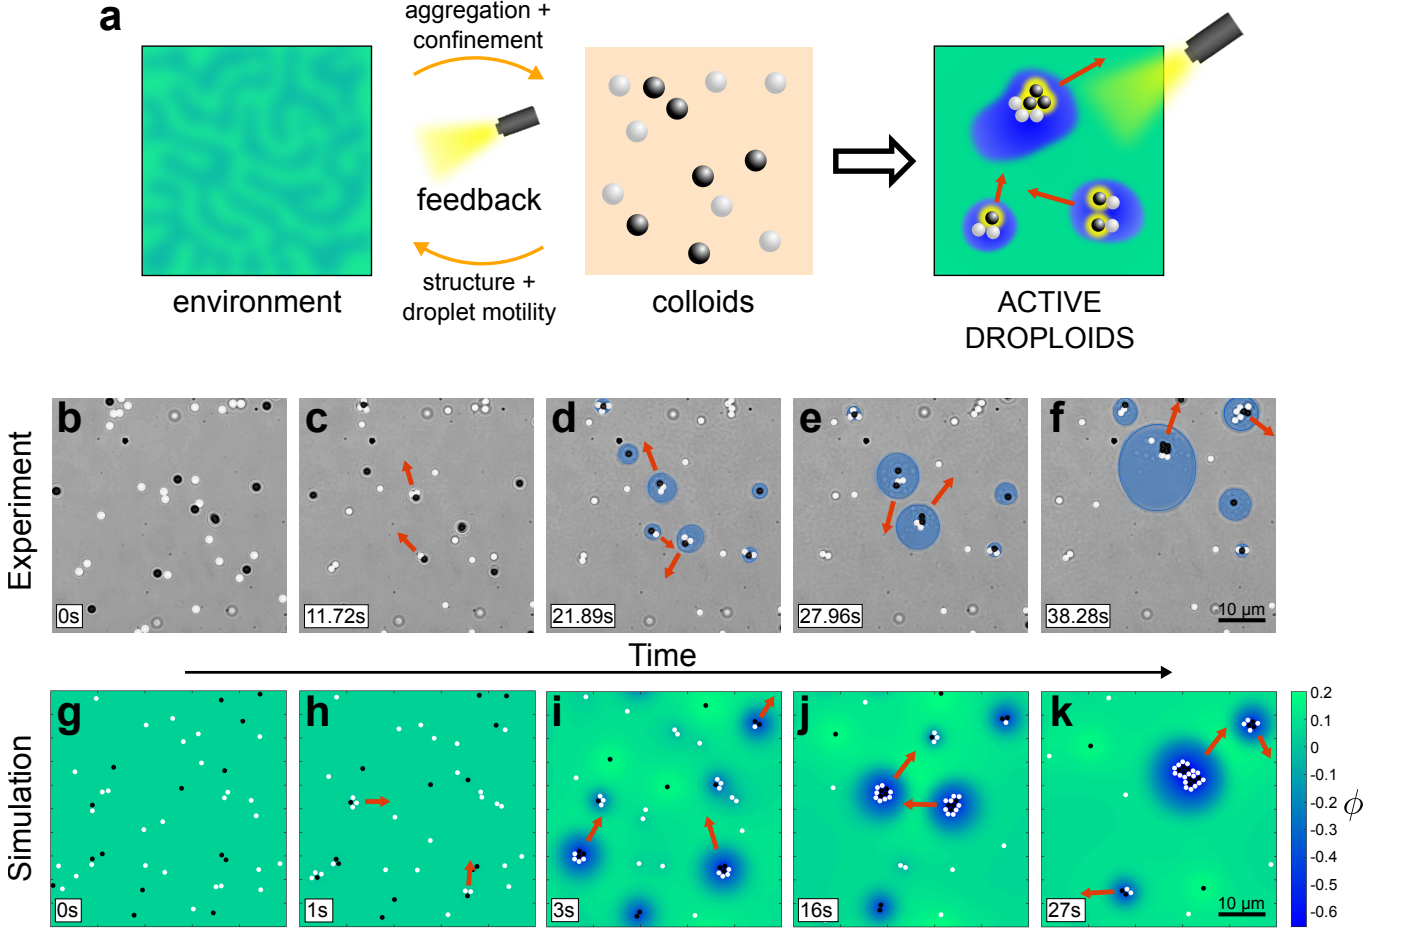 a
aggregation +
confinement
feedback
structure +
droplet motility
environment
colloids
ACTIVE
DROPLOIDS
Experiment
b
0s
c
11.72s
d
21.89s
e
27.96s
f
38.28s
10 µm
Time
Simulation
g
0s
h
1s
i
3s
j
16s
k
27s
10 µm
0.2
0.1
0
-0.1
-0.2
-0.3
-0.4
-0.5
-0.6
ϕ